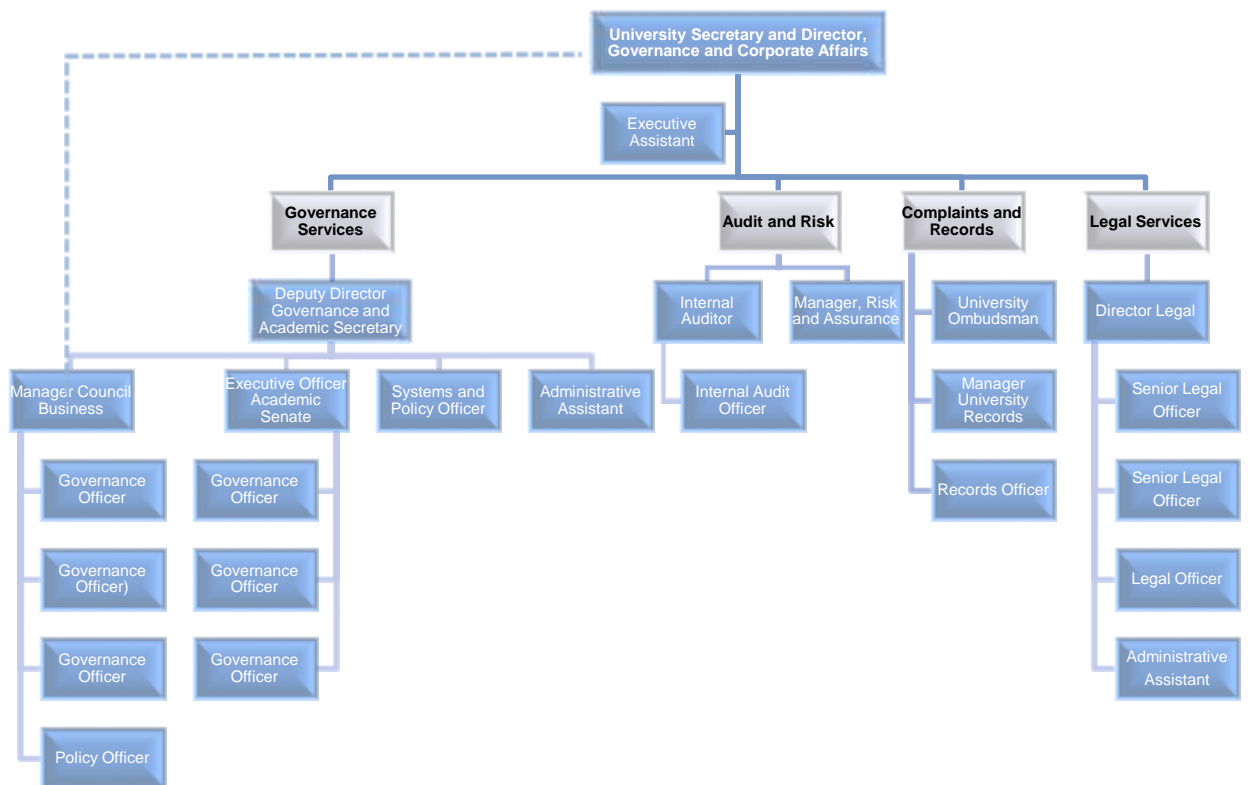 University Secretary and Director,
Governance and Corporate Affairs
Executive
Assistant
Governance
Services
Audit and Risk
Complaints and
Records
Legal Services
Deputy Director
Governance and
Academic Secretary
Internal
Auditor
Manager, Risk
and Assurance
University
Ombudsman
Director Legal
Manager Council
Business
Executive Officer
Academic
Senate
Systems and
Policy Officer
Administrative
Assistant
Internal Audit
Officer
Manager
University
Records
Senior Legal
Officer
Governance
Officer
Governance
Officer
Records Officer
Senior Legal
Officer
Governance
Officer)
Governance
Officer
Legal Officer
Governance
Officer
Governance
Officer
Administrative
Assistant
Policy Officer